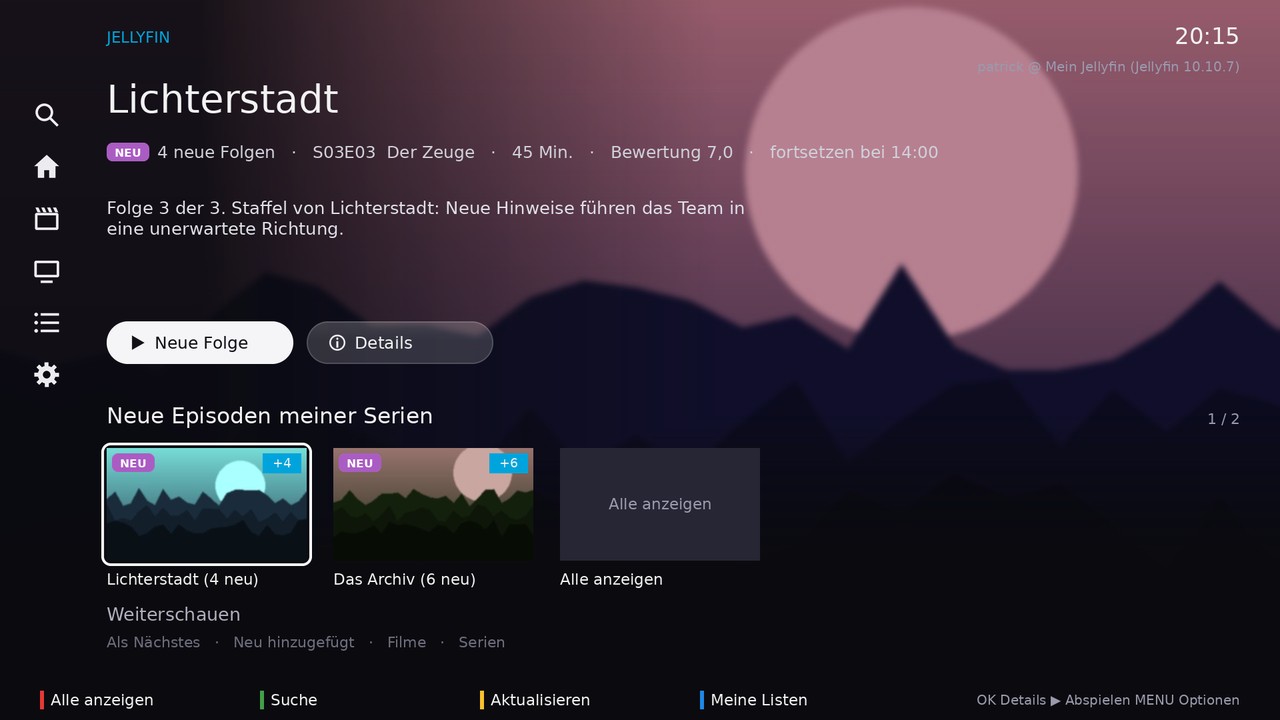 JELLYFIN
20:15
patrick @ Mein Jellyfin (Jellyfin 10.10.7)
Lichterstadt
NEU 4 neue Folgen · S03E03 Der Zeuge · 45 Min. · Bewertung 7,0 · fortsetzen bei 14:00
Folge 3 der 3. Staffel von Lichterstadt: Neue Hinweise führen das Team in
eine unerwartete Richtung.
Neue Folge
Details
Neue Episoden meiner Serien
1 / 2
NEU +4
NEU +6
Alle anzeigen
Lichterstadt (4 neu)
Das Archiv (6 neu)
Alle anzeigen
Weiterschauen
Als Nächstes · Neu hinzugefügt · Filme · Serien
Alle anzeigen
Suche
Aktualisieren
Meine Listen
OK Details ▶ Abspielen MENU Optionen